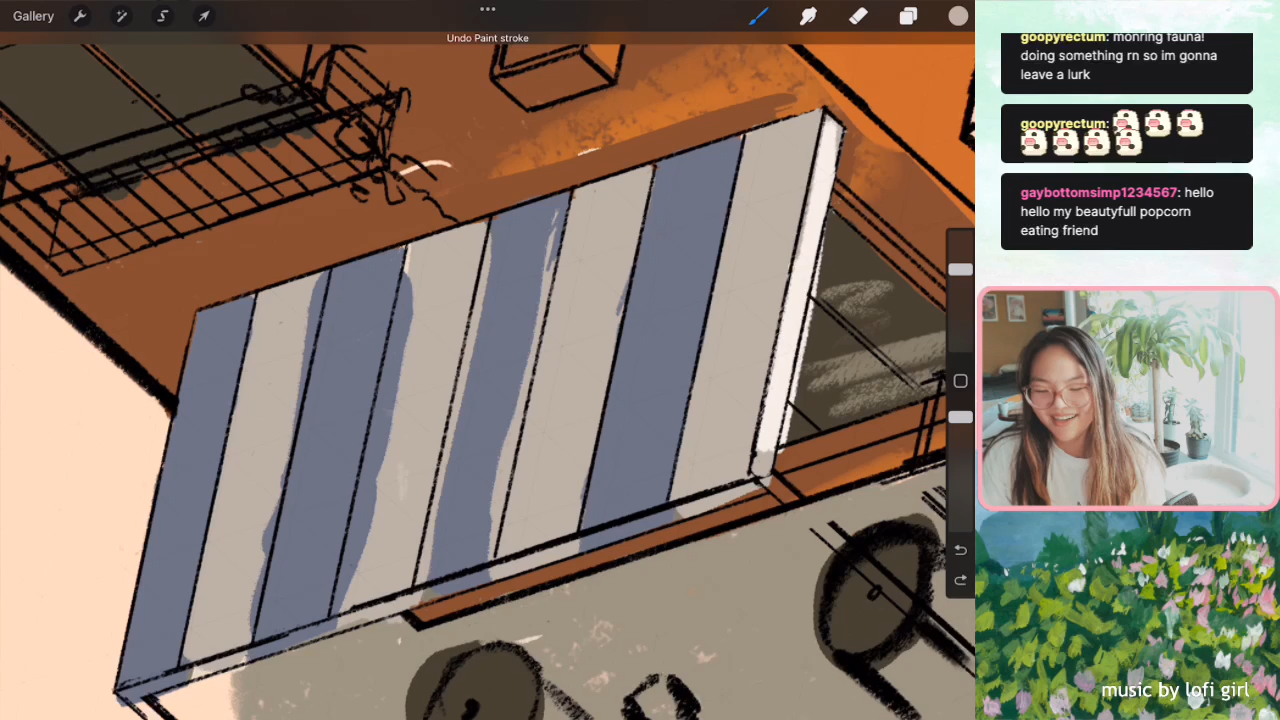 Gallery
Undo Paint stroke
goopyrectum: monring fauna!
doing something rn so im gonna
leave a lurk
goopyrectum:
gaybottomsimp1234567: hello
hello my beautyfull popcorn
eating friend
music by lofi girl